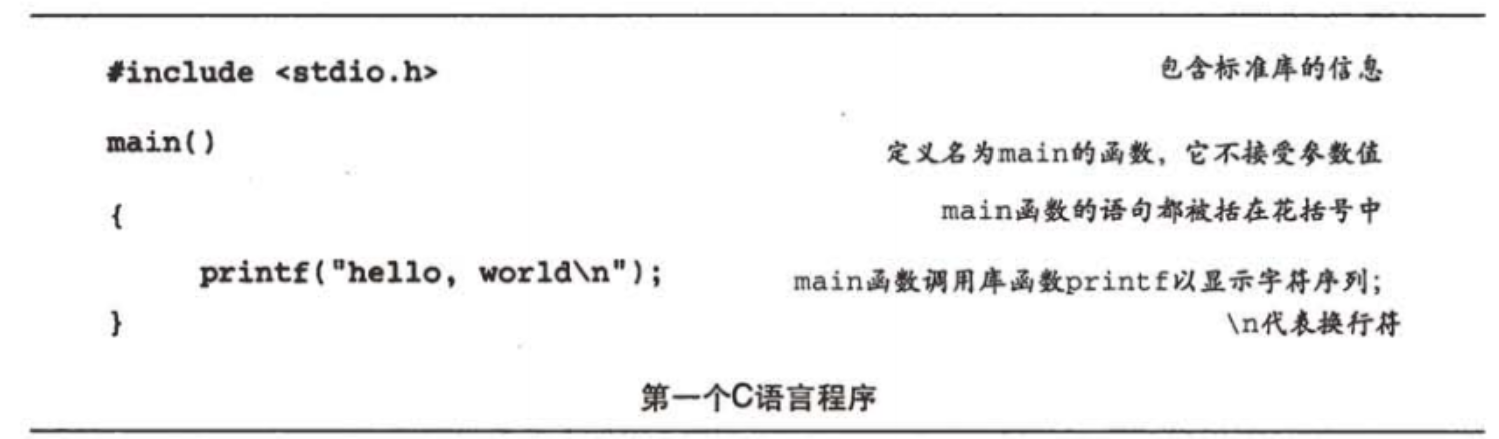 #include <stdio.h> 包含标准库的信息
main() 定义名为main的函数，它不接受参数值
{ main函数的语句都被括在花括号中
printf("hello, world\n"); main函数调用库函数printf以显示字符序列；
} \n代表换行符
第一个C语言程序